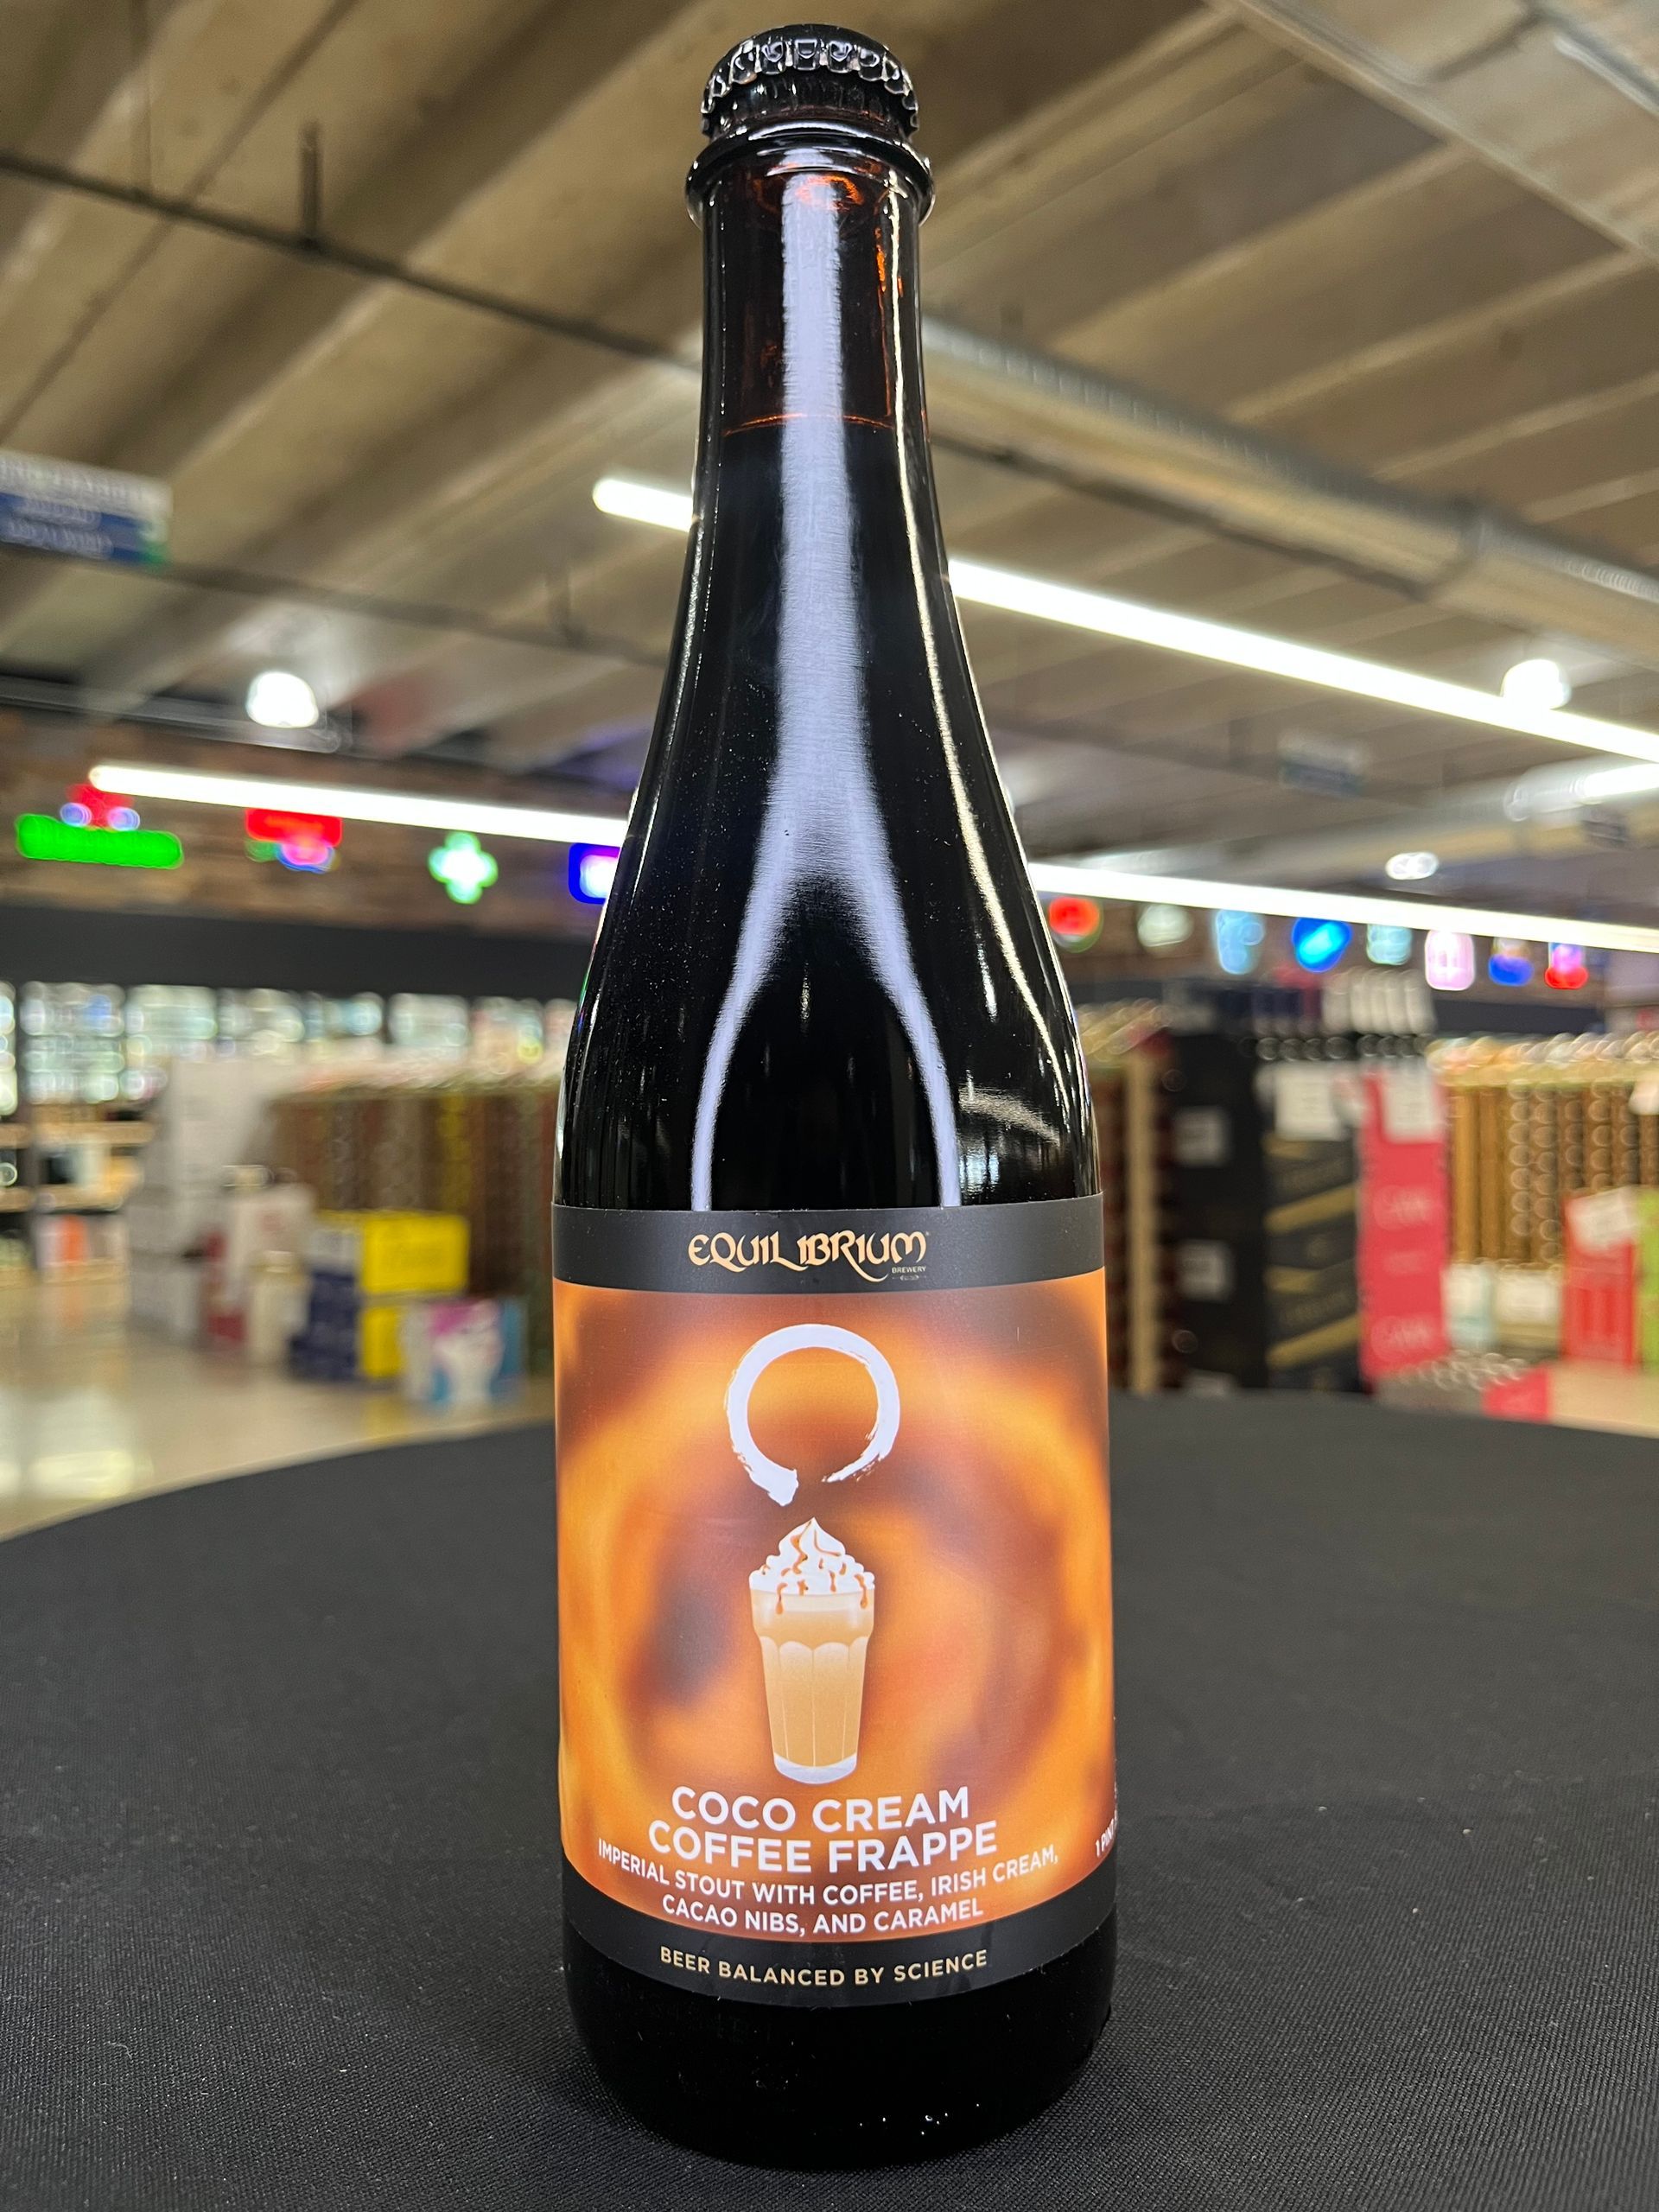 EQUILIBRIUM
BREWERY
COCO CREAM
COFFEE FRAPPE
IMPERIAL STOUT WITH COFFEE, IRISH CREAM,
CACAO NIBS, AND CARAMEL
BEER BALANCED BY SCIENCE